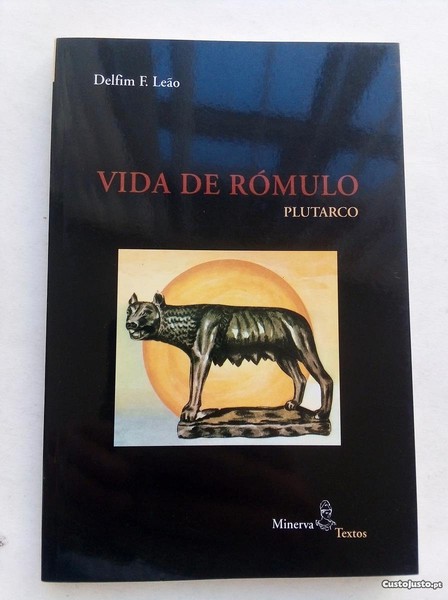 Delfim F. Leão
VIDA DE RÓMULO
PLUTARCO
Minerva
Textos
CustoJusto.pt